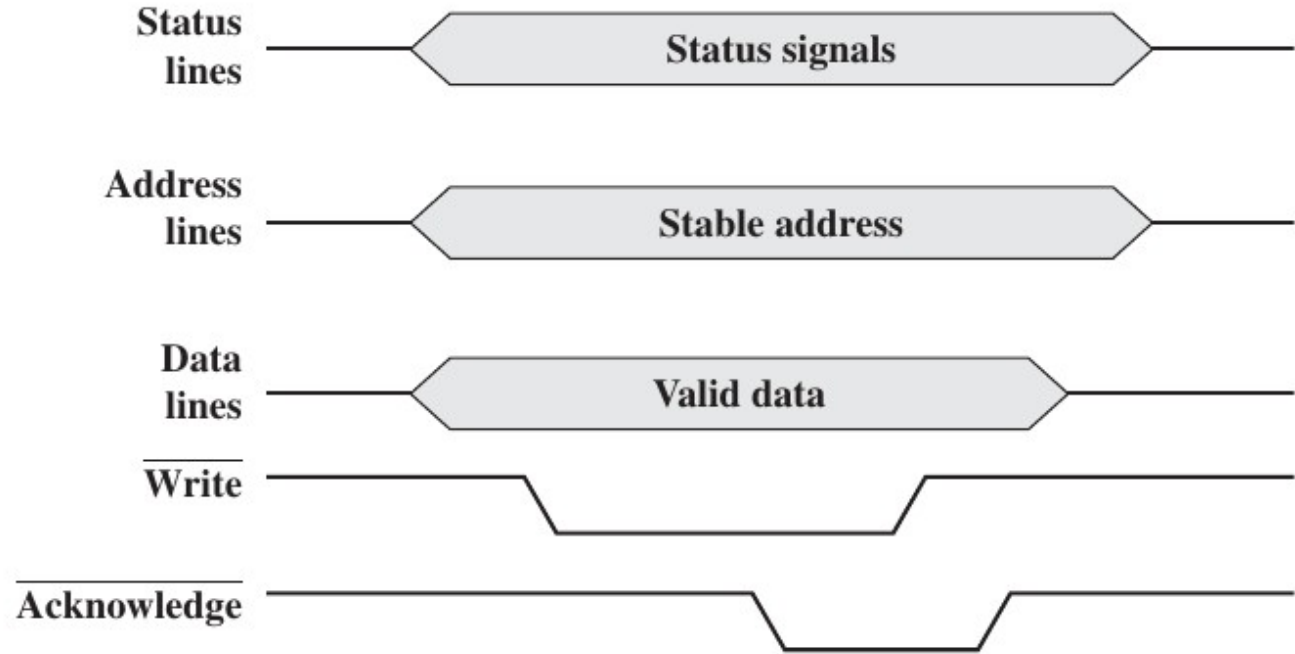 Status
lines
Status signals
Address
lines
Stable address
Data
lines
Valid data
Write
Acknowledge